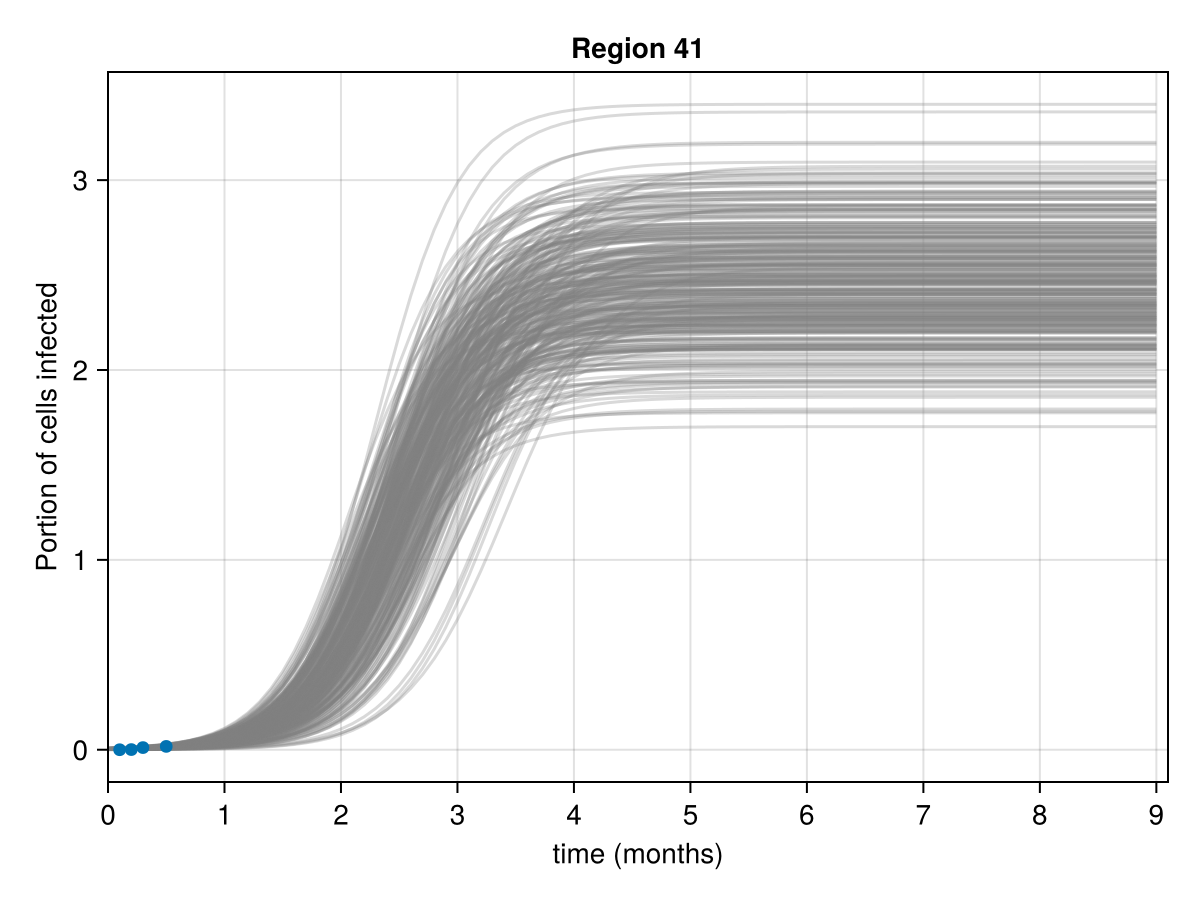 Region 41
Portion of cells infected
3
2
1
0
0 1 2 3 4 5 6 7 8 9
time (months)